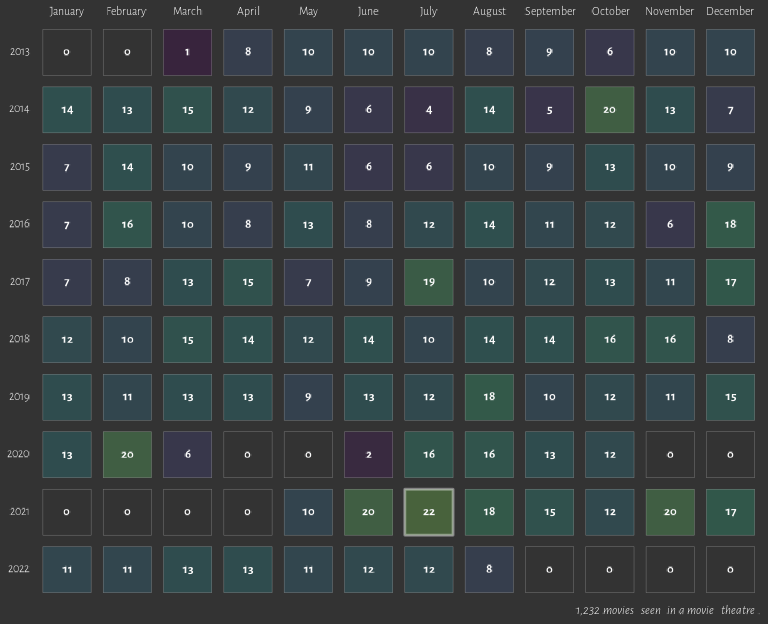 January February March April May June July August September October November December
2013 0 0 1 8 10 10 10 8 9 6 10 10
2014 14 13 15 12 9 6 4 14 5 20 13 7
2015 7 14 10 9 11 6 6 10 9 13 10 9
2016 7 16 10 8 13 8 12 14 11 12 6 18
2017 7 8 13 15 7 9 19 10 12 13 11 17
2018 12 10 15 14 12 14 10 14 14 16 16 8
2019 13 11 13 13 9 13 12 18 10 12 11 15
2020 13 20 6 0 0 2 16 16 13 12 0 0
2021 0 0 0 0 10 20 22 18 15 12 20 17
2022 11 11 13 13 11 12 12 8 0 0 0 0
1,232 movies seen in a movie theatre .